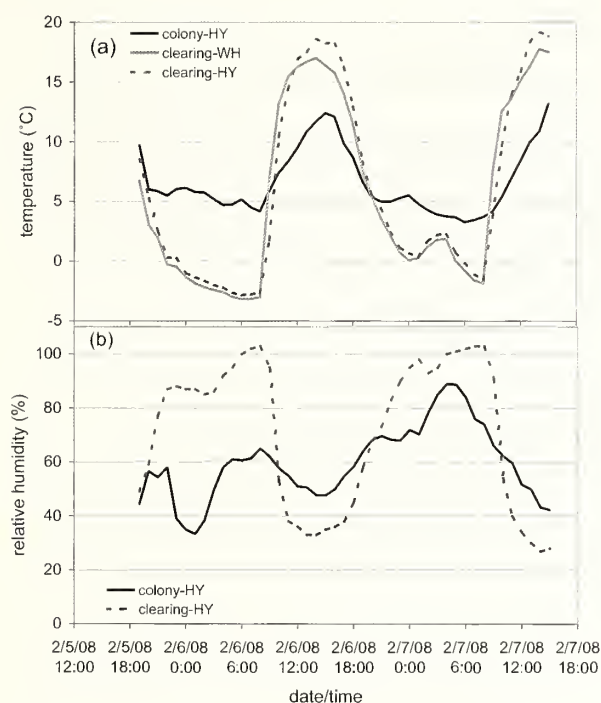 (a)
colony-HY
clearing-WH
clearing-HY
20
15
10
5
0
-5
temperature (°C)
(b)
100
80
60
40
20
0
relative humidity (%)
colony-HY
clearing-HY
2/5/08 2/5/08 2/6/08 2/6/08 2/6/08 2/6/08 2/7/08 2/7/08 2/7/08 2/7/08
12:00 18:00 0:00 6:00 12:00 18:00 0:00 6:00 12:00 18:00
date/time